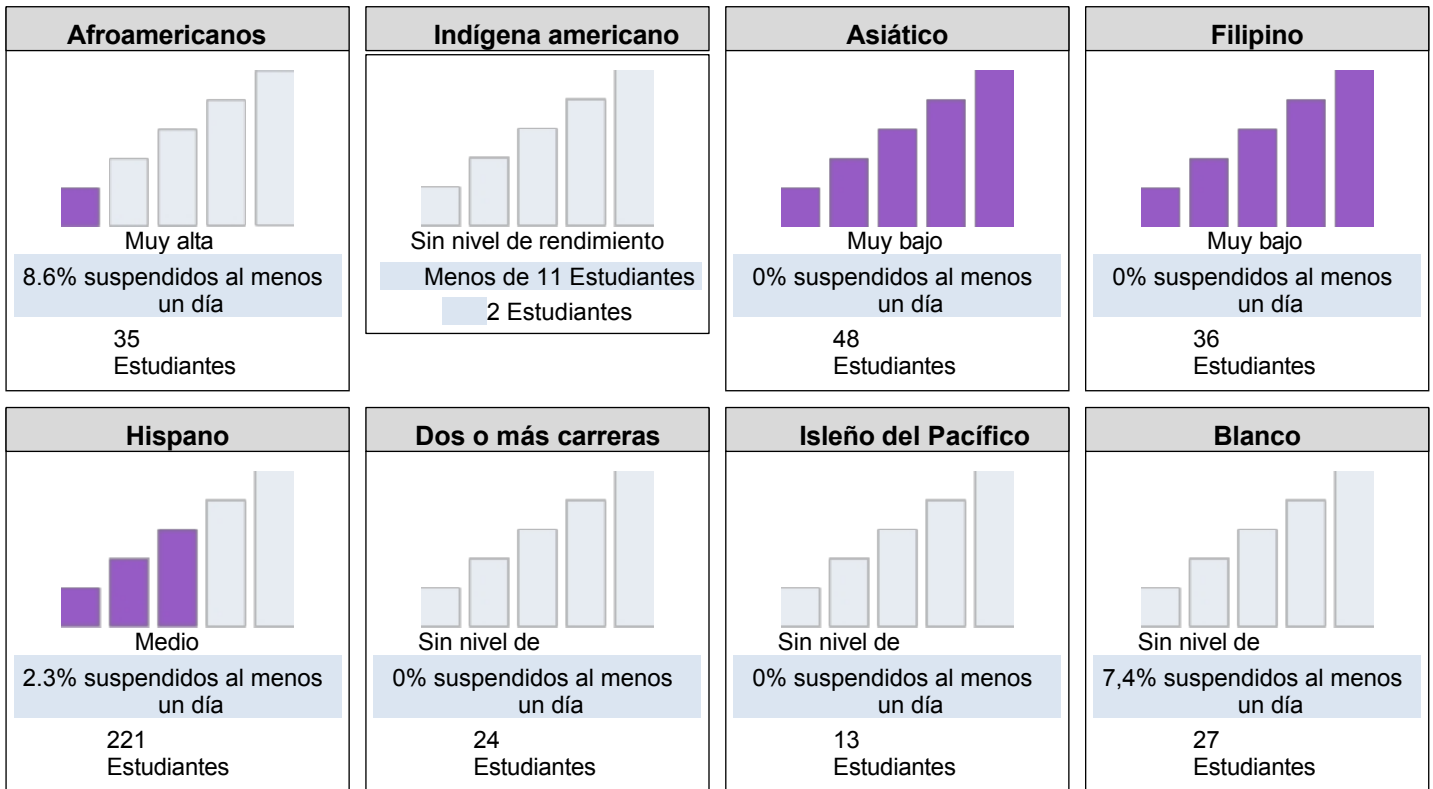 Afroamericanos
Muy alta
8.6% suspendidos al menos
un día
35
Estudiantes
Indígena americano
Sin nivel de rendimiento
Menos de 11 Estudiantes
2 Estudiantes
Asiático
Muy bajo
0% suspendidos al menos
un día
48
Estudiantes
Filipino
Muy bajo
0% suspendidos al menos
un día
36
Estudiantes
Hispano
Medio
2.3% suspendidos al menos
un día
221
Estudiantes
Dos o más carreras
Sin nivel de
0% suspendidos al menos
un día
24
Estudiantes
Isleño del Pacífico
Sin nivel de
0% suspendidos al menos
un día
13
Estudiantes
Blanco
Sin nivel de
7,4% suspendidos al menos
un día
27
Estudiantes